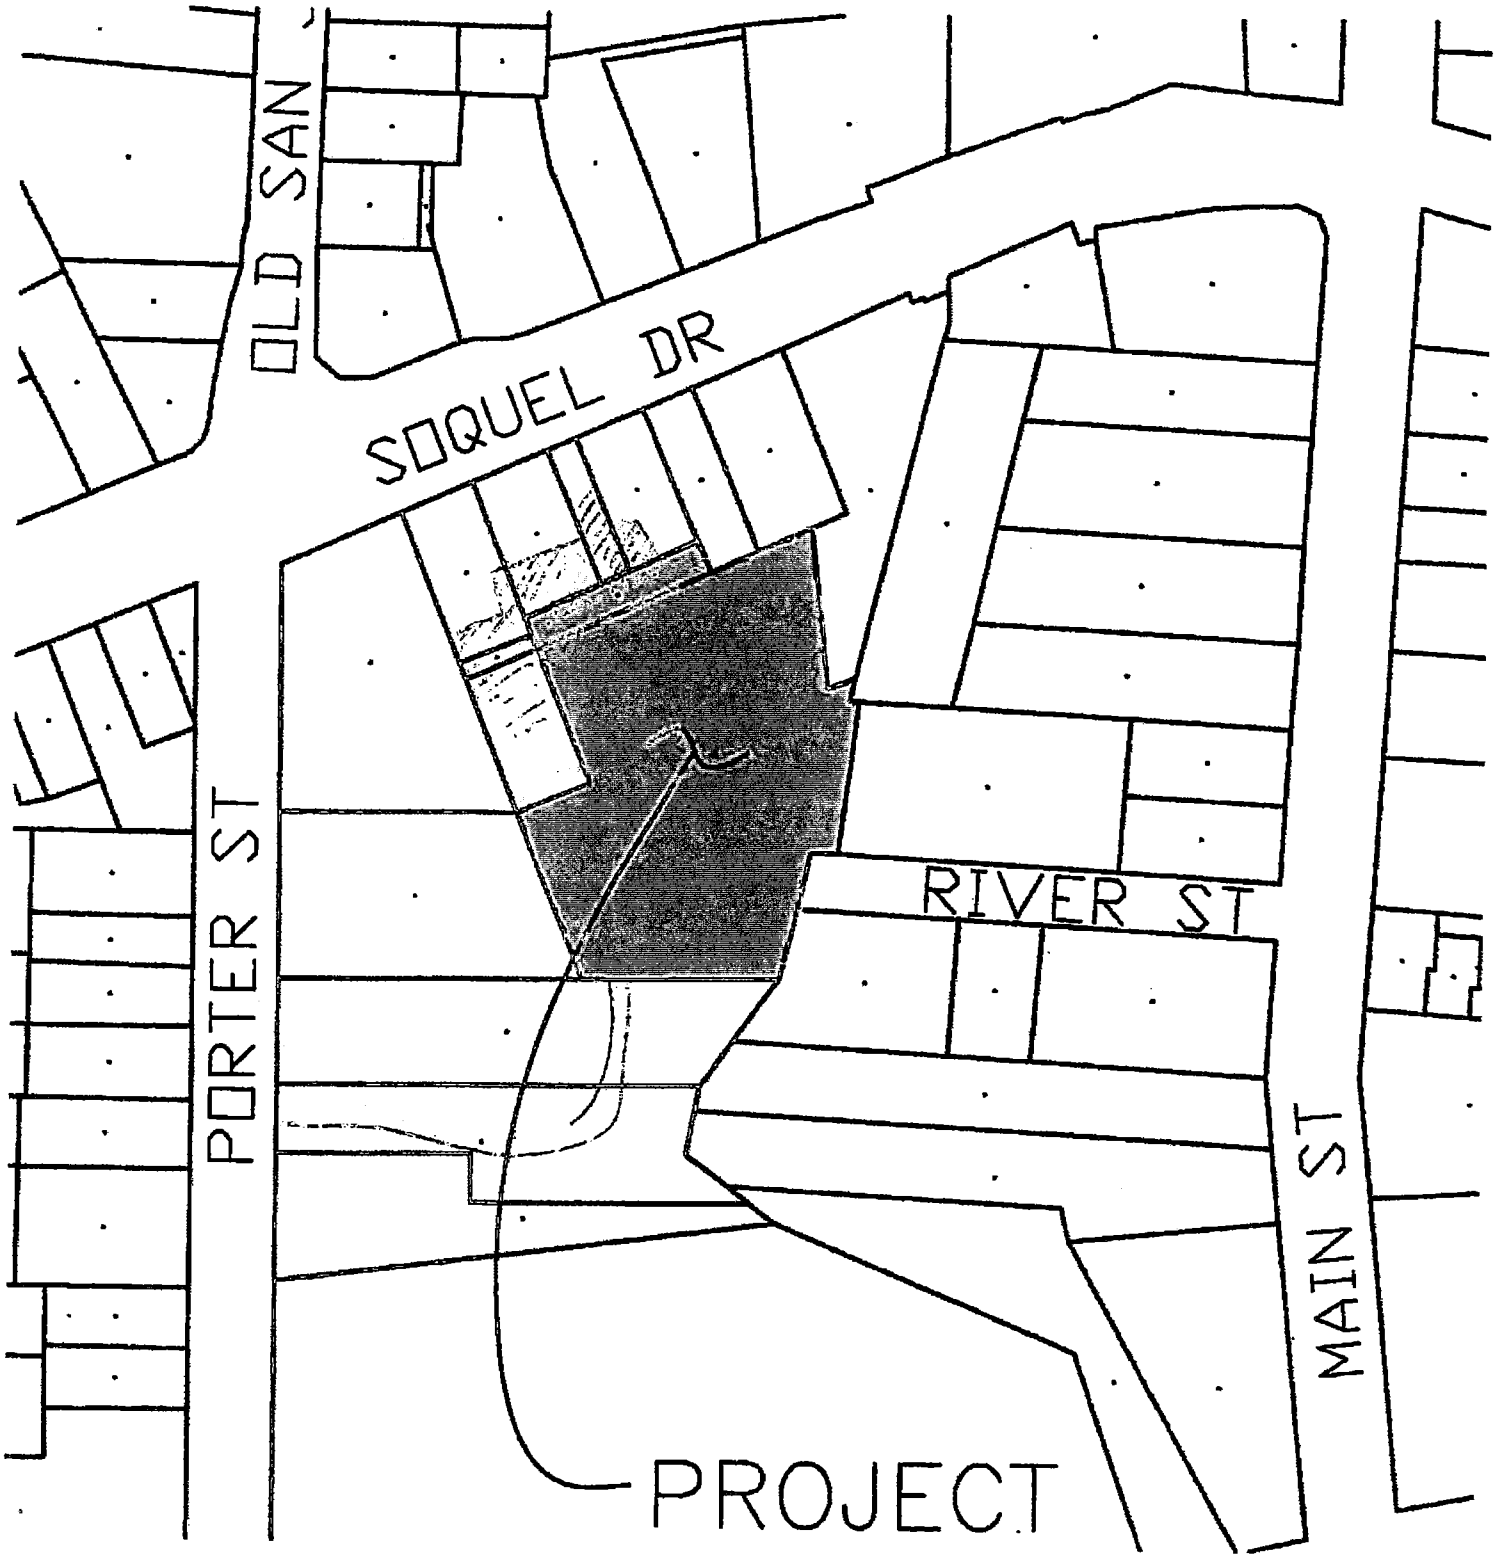 OLD SAN
SOQUEL DR
PORTER ST
RIVER ST
MAIN ST
PROJECT